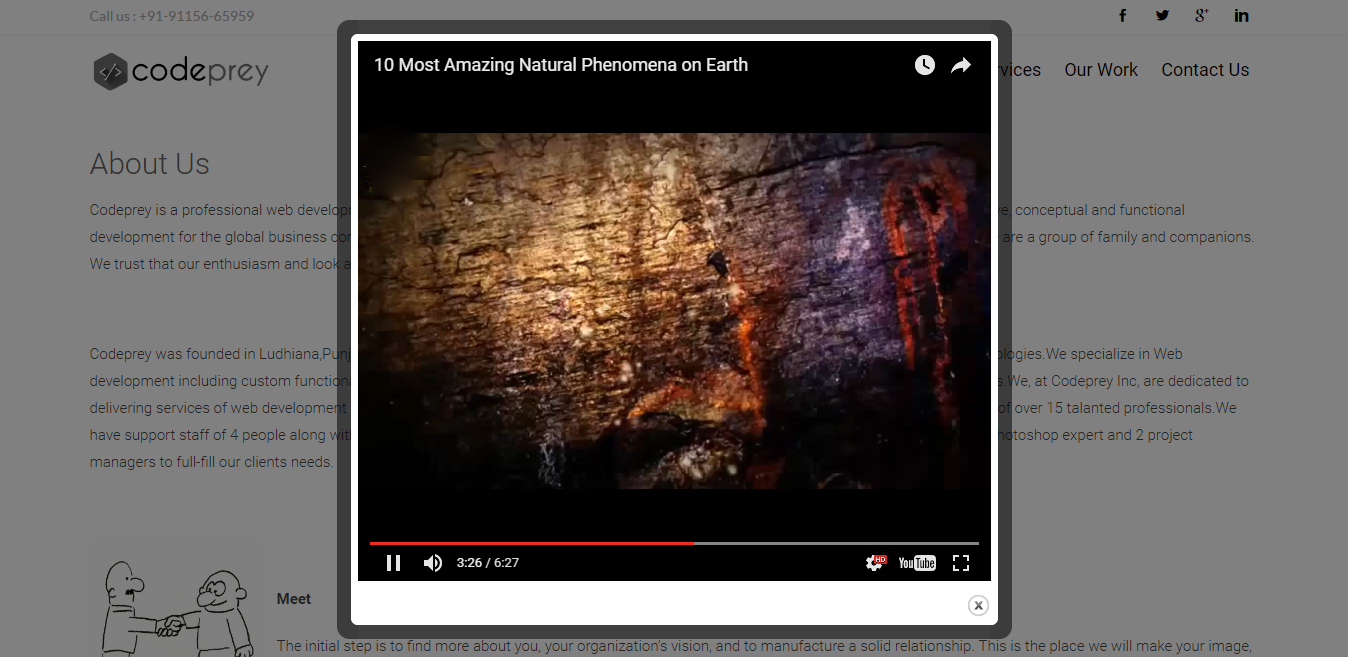 Call us : +91-91156-65959
codeprey
rvices Our Work Contact Us
10 Most Amazing Natural Phenomena on Earth
About Us
Codeprey is a professional web develop
e, conceptual and functional
development for the global business co
are a group of family and companions.
We trust that our enthusiasm and look a
Codeprey was founded in Ludhiana,Punj
ologies.We specialize in Web
development including custom function
s.We, at Codeprey Inc, are dedicated to
delivering services of web development
of over 15 talanted professionals.We
have support staff of 4 people along wit
hotoshop expert and 2 project
managers to full-fill our clients needs.
3:26 / 6:27
HD
YouTube
x
Meet
The initial step is to find more about you, your organization's vision, and to manufacture a solid relationship. This is the place we will make your image,